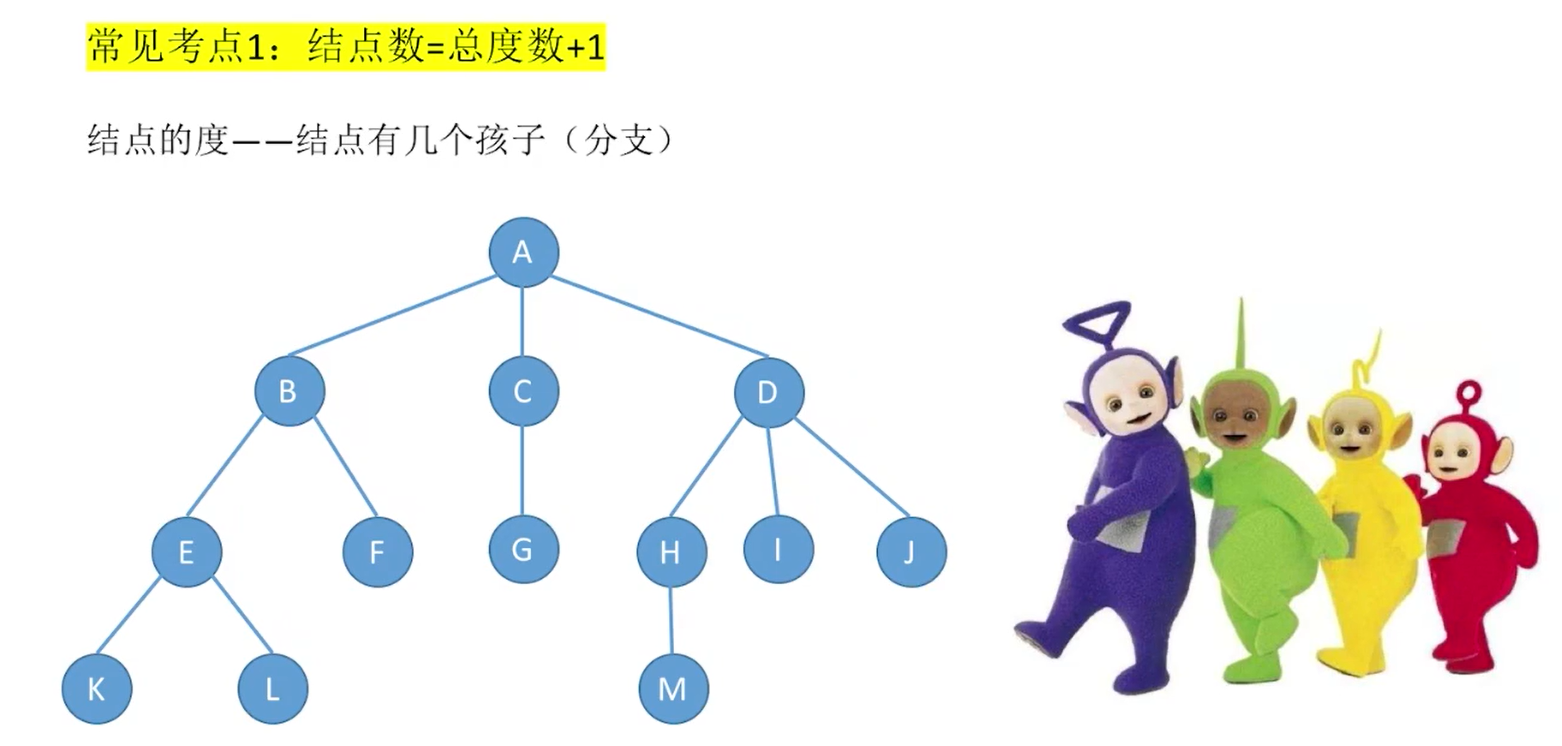 常见考点1：结点数=总度数+1
结点的度——结点有几个孩子（分支）
A
B C D
E F G H I J
K L M